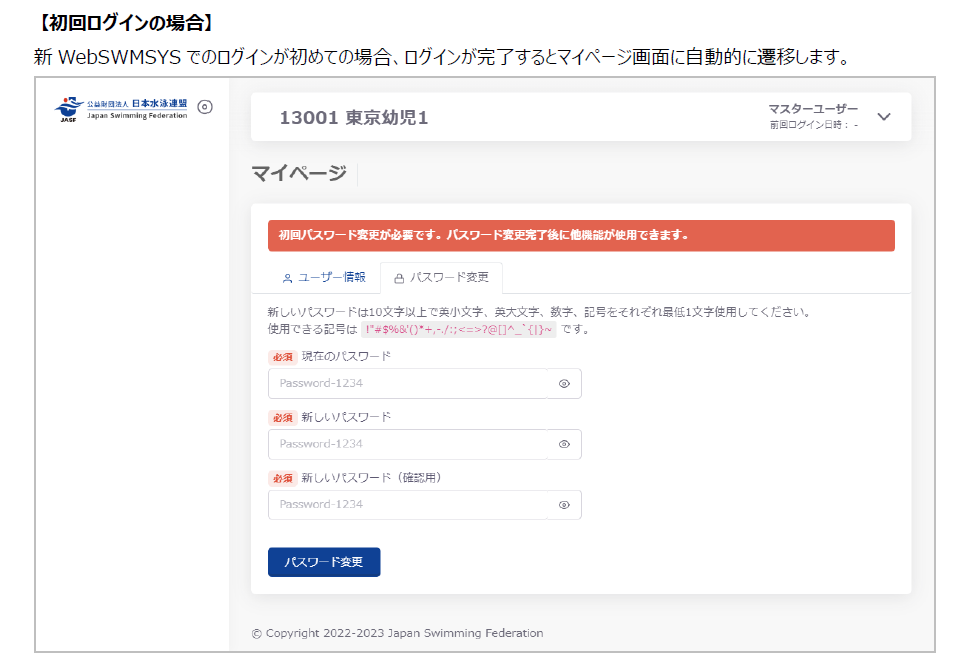 【初回ログインの場合】
新 WebSWMSYS でのログインが初めての場合、ログインが完了するとマイページ画面に自動的に遷移します。
公益財団法人 日本水泳連盟
Japan Swimming Federation
JASF
13001 東京幼児1
マスターユーザー
前回ログイン日時： -
マイページ
初回パスワード変更が必要です。パスワード変更完了後に他機能が使用できます。
ユーザー情報
パスワード変更
新しいパスワードは10文字以上で英小文字、英大文字、数字、記号をそれぞれ最低1文字使用してください。
使用できる記号は !"#$%&'()*+,-./:;<=>?@[]^_`{|}~ です。
必須 現在のパスワード
Password-1234
必須 新しいパスワード
Password-1234
必須 新しいパスワード（確認用）
Password-1234
パスワード変更
© Copyright 2022-2023 Japan Swimming Federation